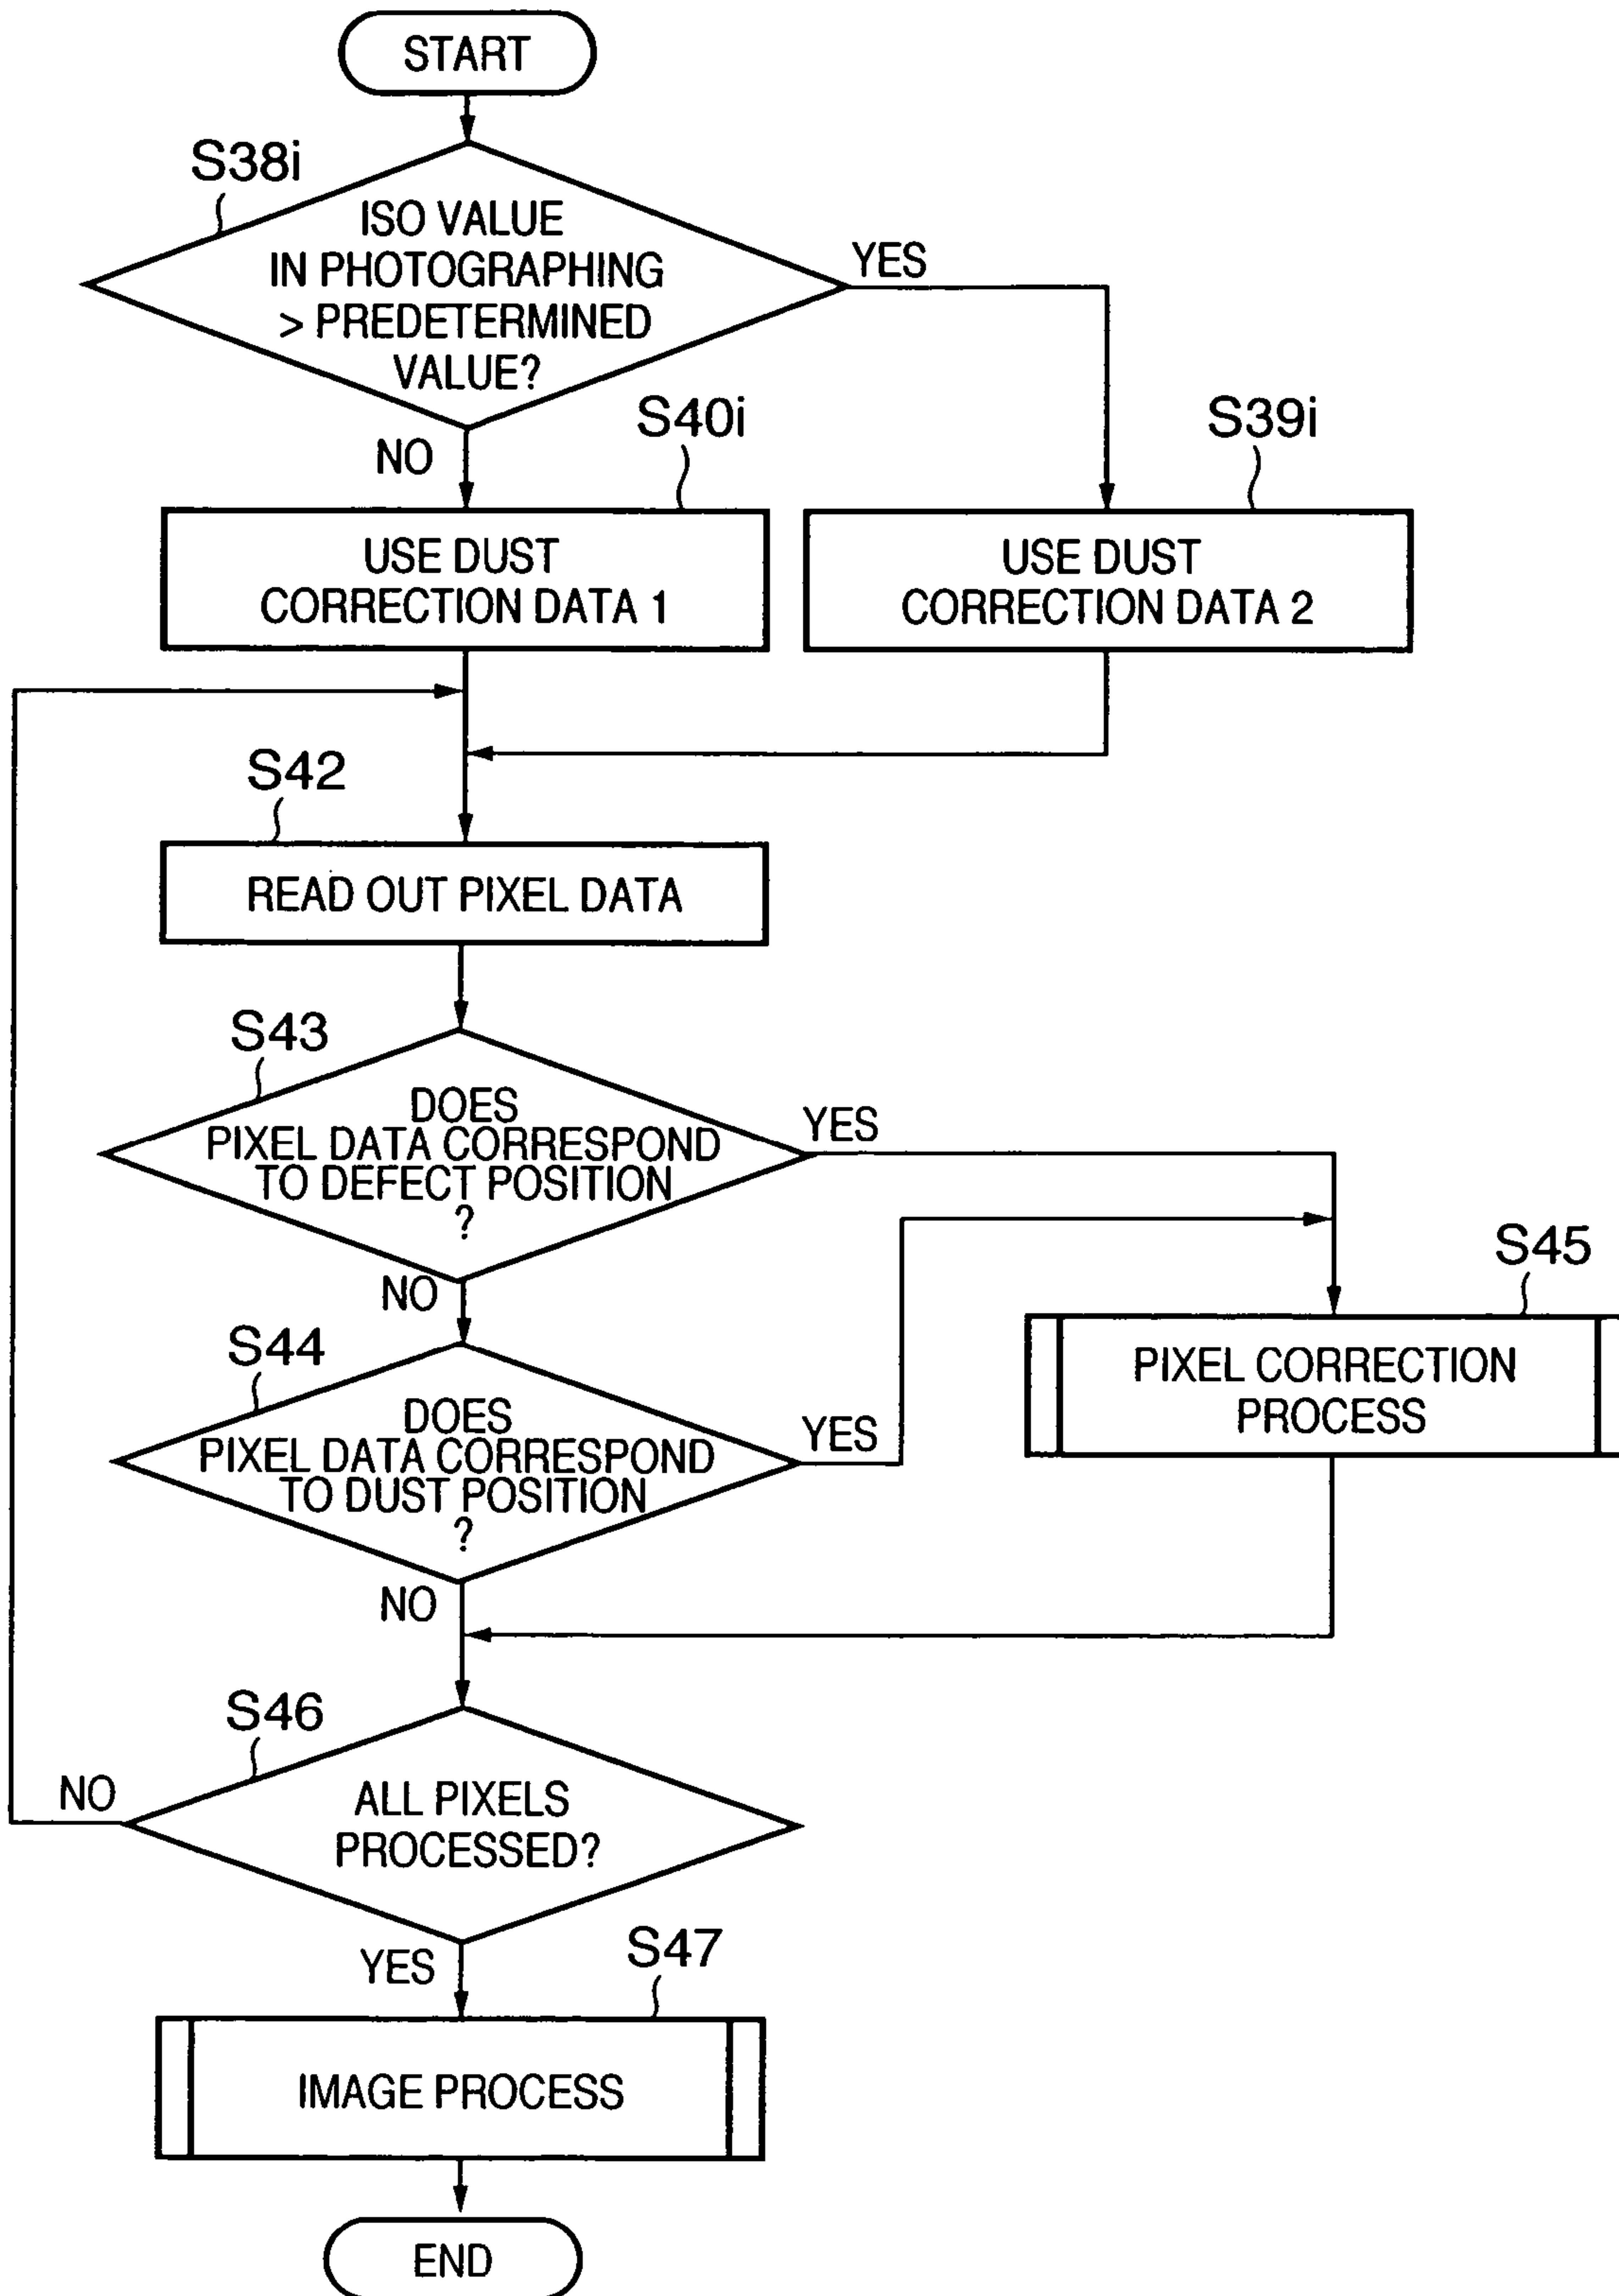 START
S38i
ISO VALUE
IN PHOTOGRAPHING
> PREDETERMINED
VALUE?
YES
NO
S40i
S39i
USE DUST
CORRECTION DATA 1
USE DUST
CORRECTION DATA 2
S42
READ OUT PIXEL DATA
S43
DOES
PIXEL DATA CORRESPOND
TO DEFECT POSITION
?
YES
NO
S45
PIXEL CORRECTION
PROCESS
S44
DOES
PIXEL DATA CORRESPOND
TO DUST POSITION
?
YES
NO
S46
ALL PIXELS
PROCESSED?
NO
YES
S47
IMAGE PROCESS
END